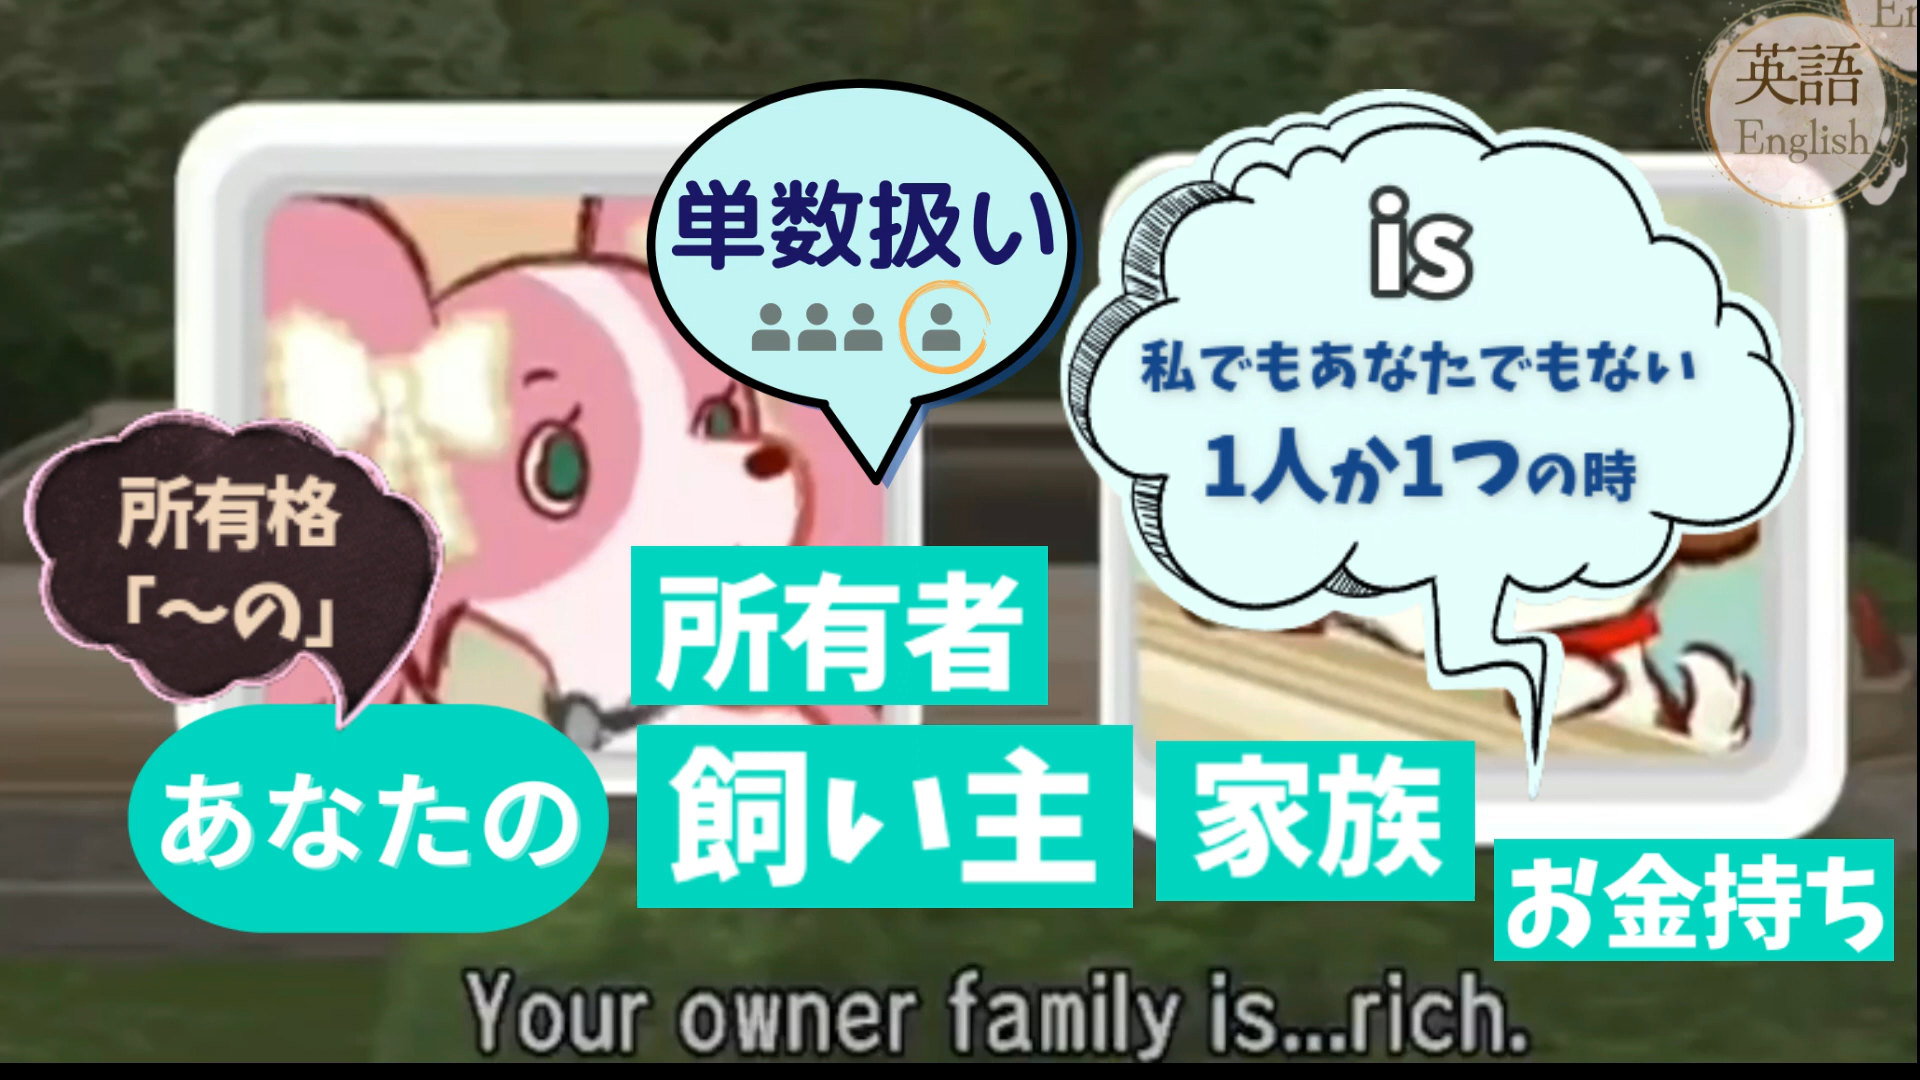 英語
English
単数扱い
is
私でもあなたでもない
1人か1つの時
所有格
「〜の」
所有者
あなたの
飼い主
家族
お金持ち
Your owner family is...rich.